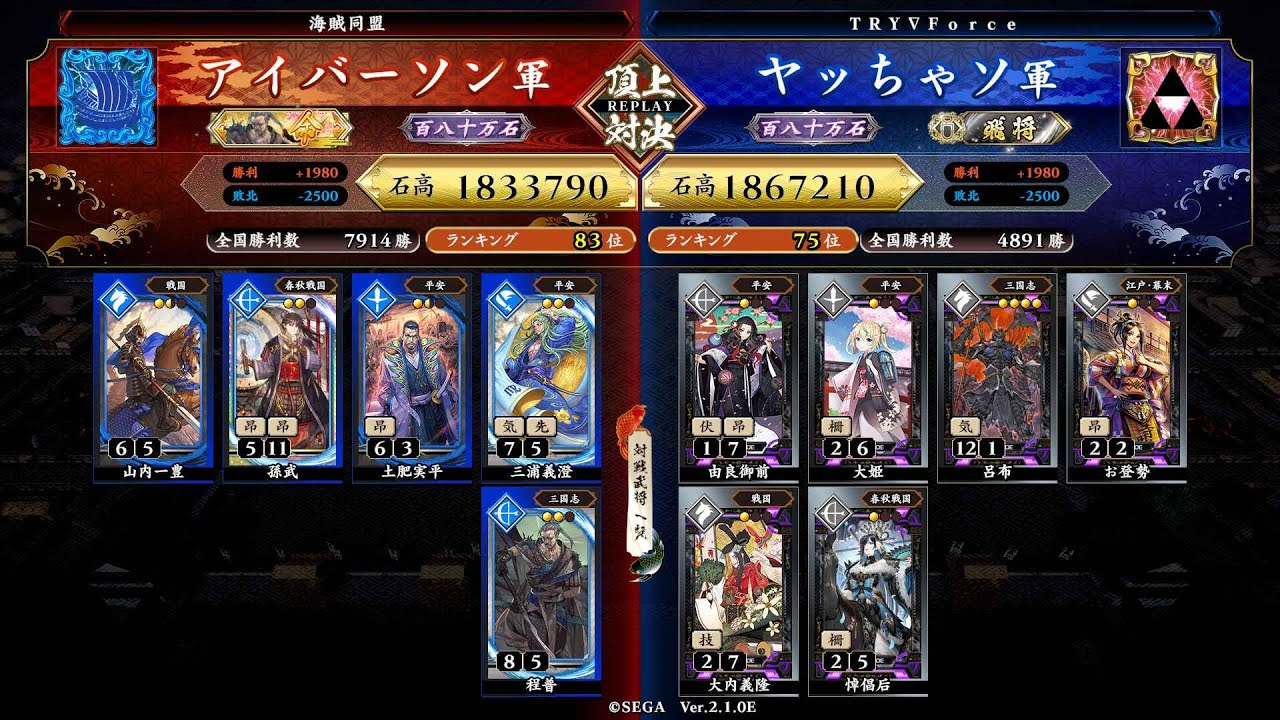 海賊同盟
TRY∇Force
アイバーソン軍
頂上
REPLAY
対決
ヤッちゃソ軍
百八十万石
百八十万石
飛将
勝利 +1980
敗北 -2500
石高 1833790
石高 1867210
勝利 +1980
敗北 -2500
全国勝利数 7914勝
ランキング 83位
ランキング 75位
全国勝利数 4891勝
戦国
6 5
山内一豊
春秋戦国
昂 昂
5 11
孫武
平安
昂
6 3
土肥実平
平安
気 先
7 5
三浦義澄
平安
伏 昂
1 7
由良御前
平安
柵
2 6
大姫
三国志
気
12 1
呂布
江戸・幕末
昂
2 2
お登勢
対戦武将一覧
三国志
8 5
程普
戦国
技
2 7
大内義隆
春秋戦国
柵
2 5
悼倡后
©SEGA Ver.2.1.0E